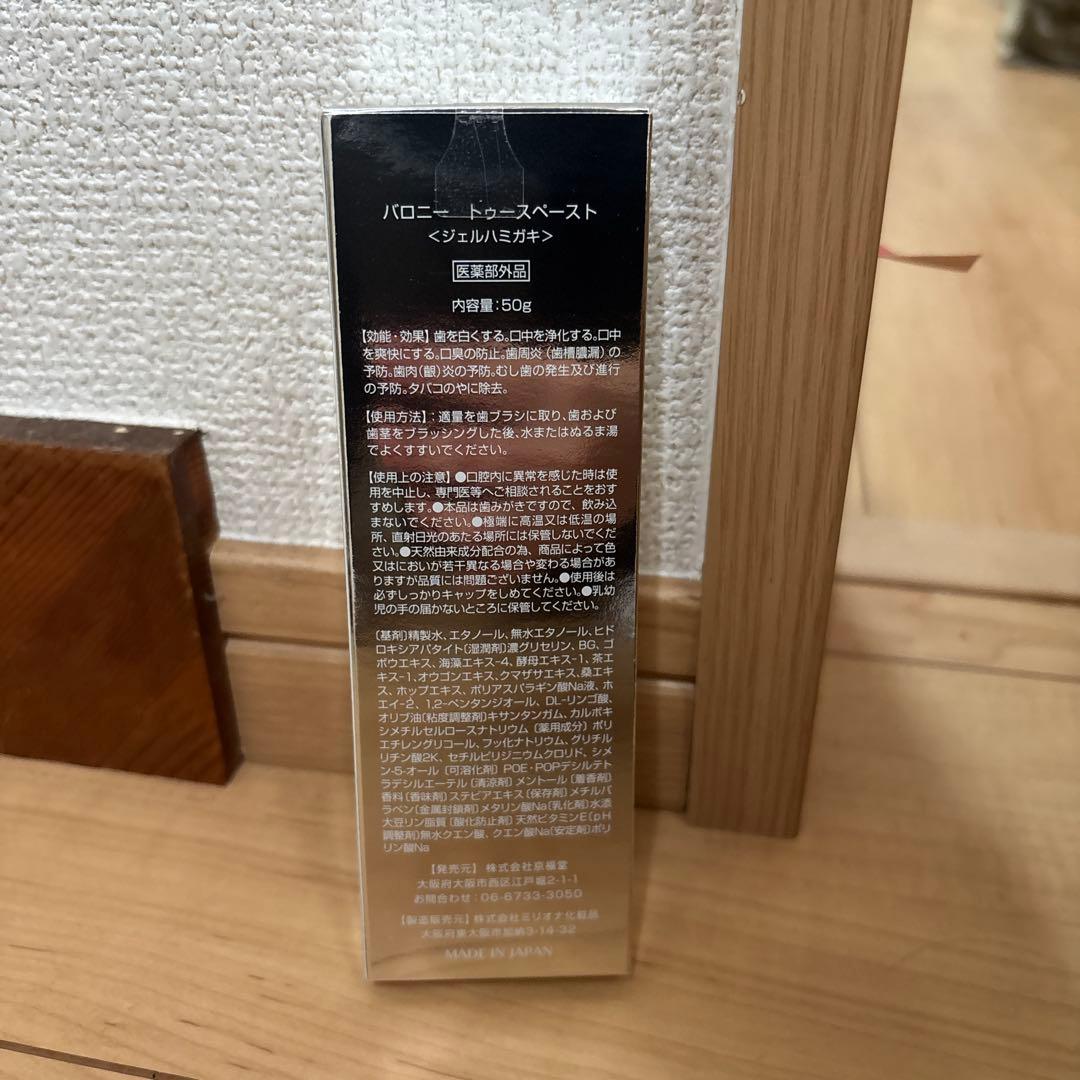 バロニー トゥースペースト
<ジェルハミガキ>
医薬部外品
内容量:50g
【効能・効果】歯を白くする。口中を浄化する。口中
を爽快にする。口臭の防止。歯周炎(歯槽膿漏)の
予防。歯肉(齦)炎の予防。むし歯の発生及び進行
の予防。タバコのやに除去。
【使用方法】:適量を歯ブラシに取り、歯および
歯茎をブラッシングした後、水またはぬるま湯
でよくすすいでください。
【使用上の注意】●口腔内に異常を感じた時は使
用を中止し、専門医等へご相談されることをおす
すめします。●本品は歯みがきですので、飲み込
まないでください。●極端に高温又は低温の場
所、直射日光のあたる場所には保管しないでくだ
さい。●天然由来成分配合の為、商品によって色
又はにおいが若干異なる場合や変わる場合があ
りますが品質には問題ございません。●使用後は
必ずしっかりキャップをしめてください。●乳幼
児の手の届かないところに保管してください。
〔基剤〕精製水、エタノール、無水エタノール、ヒド
ロキシアパタイト〔湿潤剤〕濃グリセリン、BG、ゴ
ボウエキス、海藻エキス-4、酵母エキス-1、茶エ
キス-1、オウゴンエキス、クマザサエキス、桑エキ
ス、ホップエキス、ポリアスパラギン酸Na液、ホ
エイ-2、1,2-ペンタンジオール、DL-リンゴ酸、
オリブ油〔粘度調整剤〕キサンタンガム、カルボキ
シメチルセルロースナトリウム〔薬用成分〕ポリ
エチレングリコール、フッ化ナトリウム、グリチル
リチン酸2K、セチルピリジニウムクロリド、シメ
ン-5-オール〔可溶化剤〕POE・POPデシルテト
ラデシルエーテル〔清涼剤〕メントール〔着香剤〕
香料〔香味剤〕ステビアエキス〔保存剤〕メチルパ
ラベン〔金属封鎖剤〕メタリン酸Na〔乳化剤〕水添
大豆リン脂質〔酸化防止剤〕天然ビタミンE〔pH
調整剤〕無水クエン酸、クエン酸Na〔安定剤〕ポリ
リン酸Na
【発売元】株式会社京福堂
大阪府大阪市西区江戸堀2-1-1
お問合わせ:06-6733-3050
【製造販売元】株式会社ミリオナ化粧品
大阪府東大阪市加納3-14-32
MADE IN JAPAN